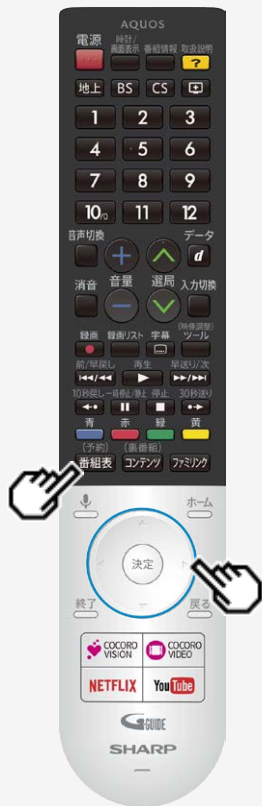 AQUOS
電源 時計/画面表示 番組情報 取扱説明
?
地上 BS CS
1 2 3
4 5 6
7 8 9
10/0 11 12
音声切換 データ
+ d
消音 音量 選局 入力切換
−
(映像調整)
録画 録画リスト 字幕 ツール
前/早戻し 再生 早送り/次
10秒戻し 一時停止/静止 停止 30秒送り
青 赤 緑 黄
(予約) (裏番組)
番組表 コンテンツ ファミリンク
ホーム
決定
終了 戻る
COCORO VISION COCORO VIDEO
NETFLIX YouTube
G-GUIDE
SHARP